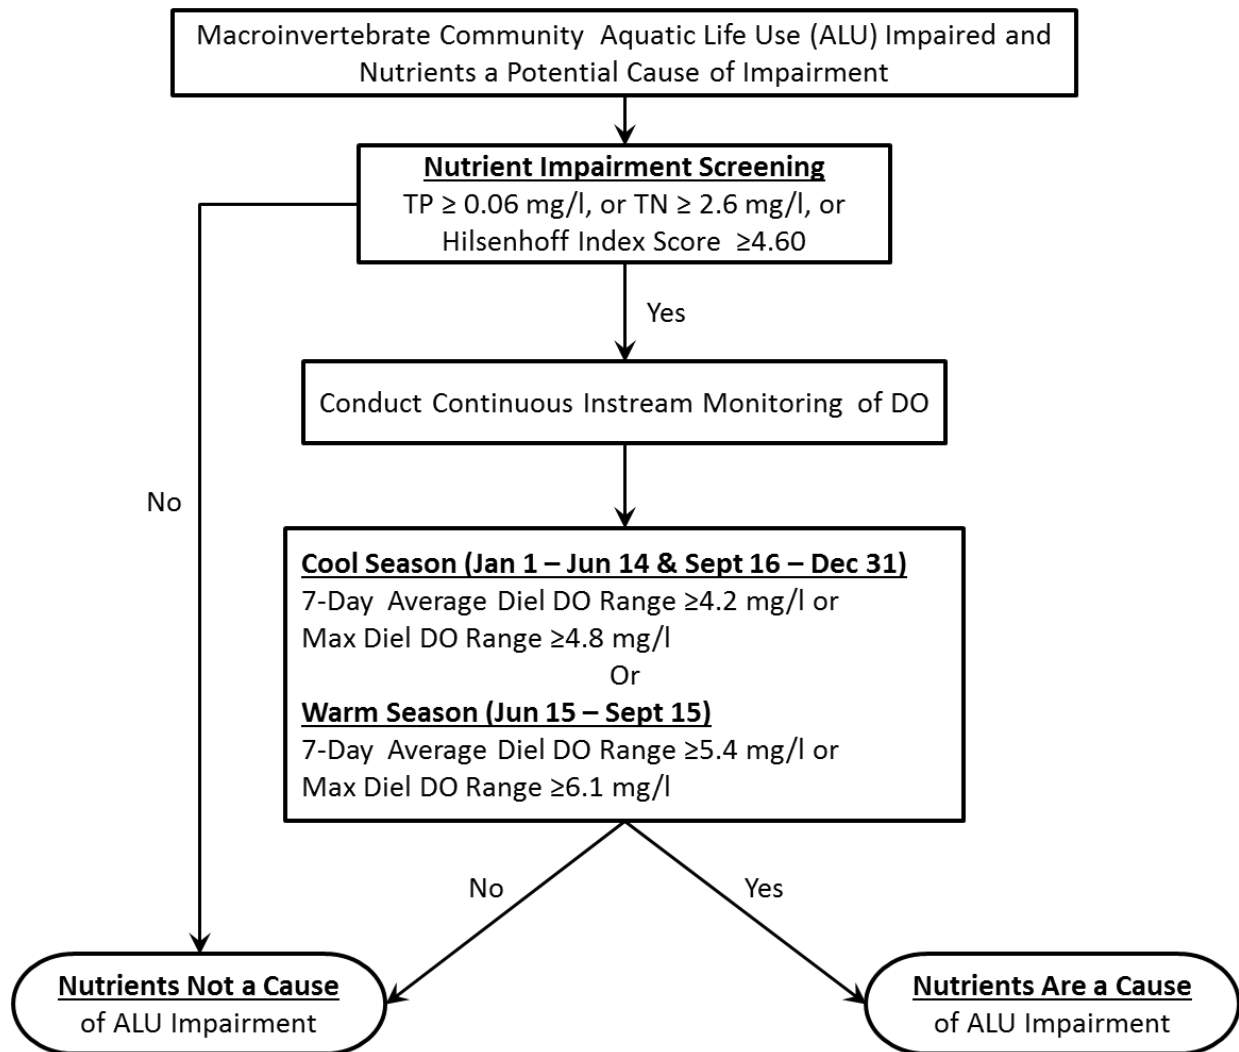 Macroinvertebrate Community Aquatic Life Use (ALU) Impaired and
Nutrients a Potential Cause of Impairment
Nutrient Impairment Screening
TP ≥ 0.06 mg/l, or TN ≥ 2.6 mg/l, or
Hilsenhoff Index Score ≥4.60
Yes
Conduct Continuous Instream Monitoring of DO
No
Cool Season (Jan 1 – Jun 14 & Sept 16 – Dec 31)
7-Day Average Diel DO Range ≥4.2 mg/l or
Max Diel DO Range ≥4.8 mg/l
Or
Warm Season (Jun 15 – Sept 15)
7-Day Average Diel DO Range ≥5.4 mg/l or
Max Diel DO Range ≥6.1 mg/l
No
Yes
Nutrients Not a Cause
of ALU Impairment
Nutrients Are a Cause
of ALU Impairment